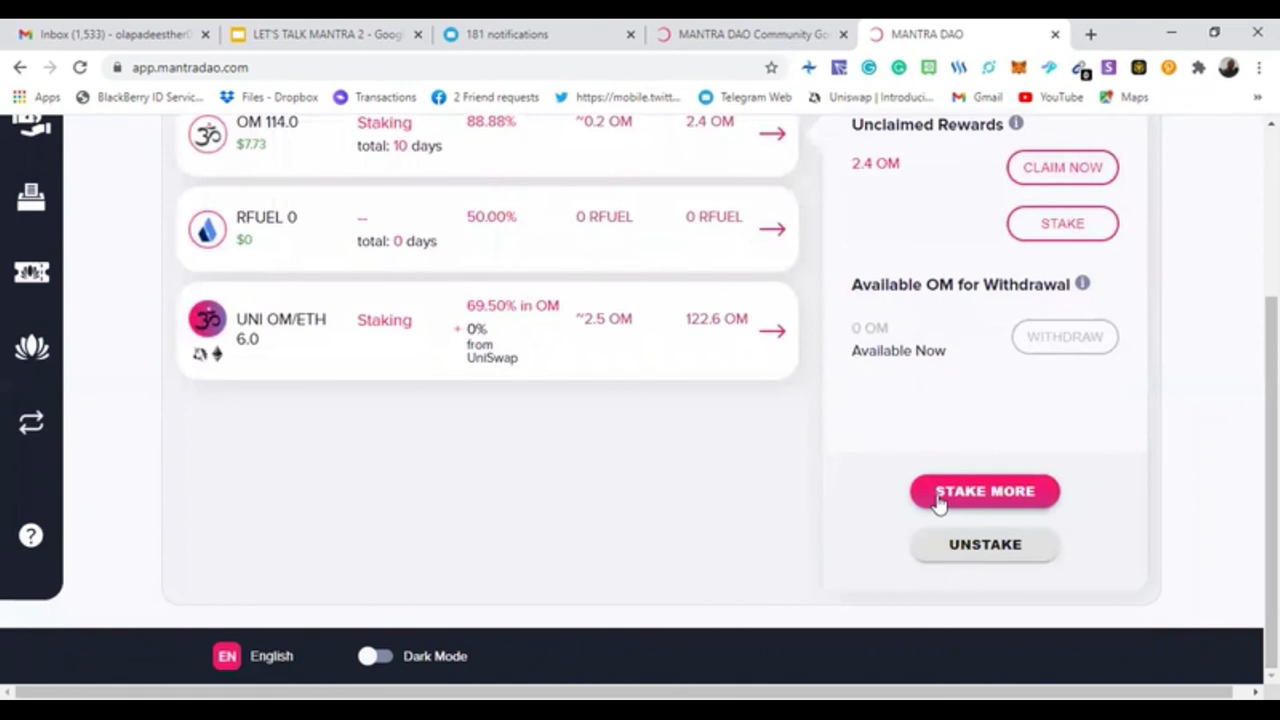 Inbox (1,533) - olapadeesther
LET'S TALK MANTRA 2 - Goog
181 notifications
MANTRA DAO Community Go
MANTRA DAO
app.mantradao.com
Apps
BlackBerry ID Servic...
Files - Dropbox
Transactions
2 Friend requests
https://mobile.twitt...
Telegram Web
Uniswap | Introduci...
Gmail
YouTube
Maps
»
OM 114.0
$7.73
Staking
total: 10 days
88.88%
~0.2 OM
2.4 OM
RFUEL 0
$0
--
total: 0 days
50.00%
0 RFUEL
0 RFUEL
UNI OM/ETH
6.0
Staking
69.50% in OM
+ 0%
from
UniSwap
~2.5 OM
122.6 OM
Unclaimed Rewards
2.4 OM
CLAIM NOW
STAKE
Available OM for Withdrawal
0 OM
Available Now
WITHDRAW
STAKE MORE
UNSTAKE
EN English
Dark Mode